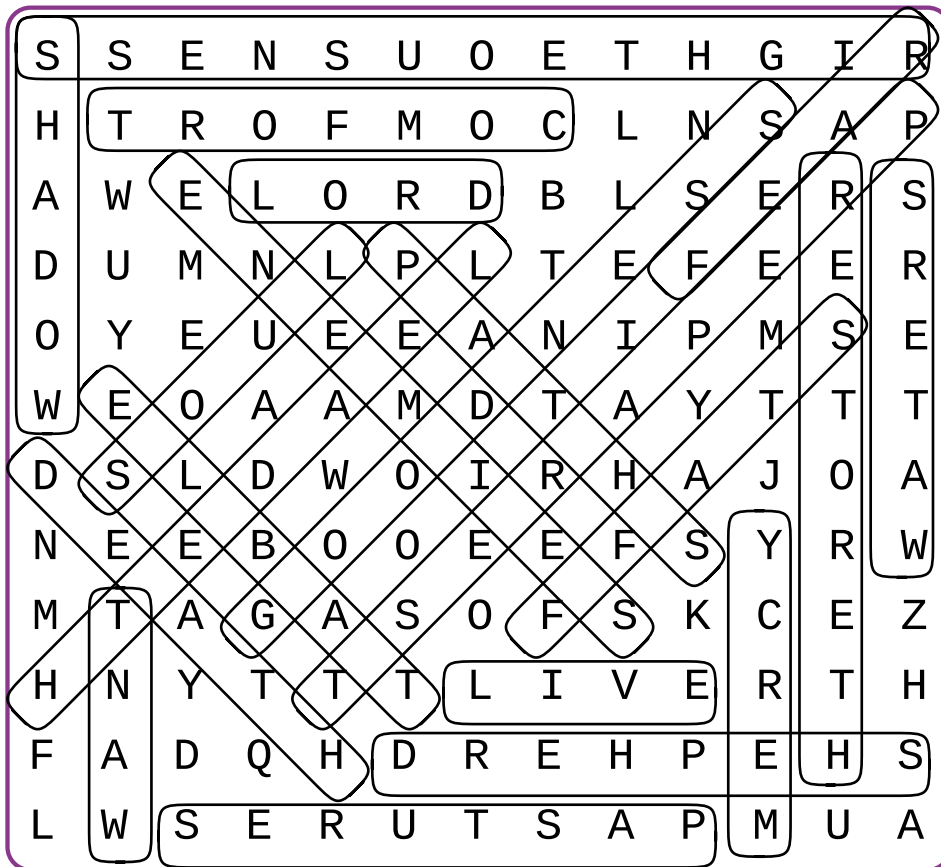 S S E N S U O E T H G I R
H T R O F M O C L N S A P
A W E L O R D B L S E R S
D U M N L P L T E F E E R
O Y E U E E A N I P M S E
W E O A A M D T A Y T T T
D S L D W O I R H A J O A
N E E B O O E E F S Y R W
M T A G A S O F S K C E Z
H N Y T T T L I V E R T H
F A D Q H D R E H P E H S
L W S E R U T S A P M U A